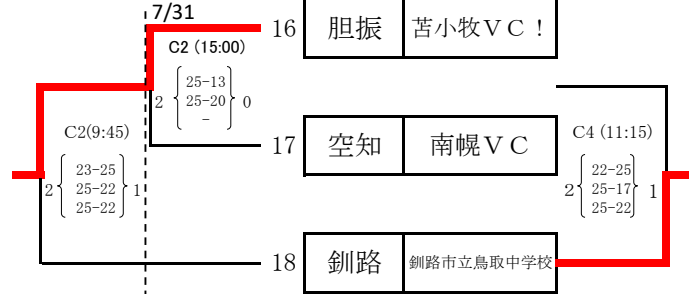 7/31
16 胆振 苫小牧ＶＣ！
C2 (15:00)
25-13
2 25-20 0
-
C2(9:45)
17 空知 南幌ＶＣ
C4 (11:15)
23-25
2 25-22 1
25-22
22-25
2 25-17 1
25-22
18 釧路 釧路市立鳥取中学校